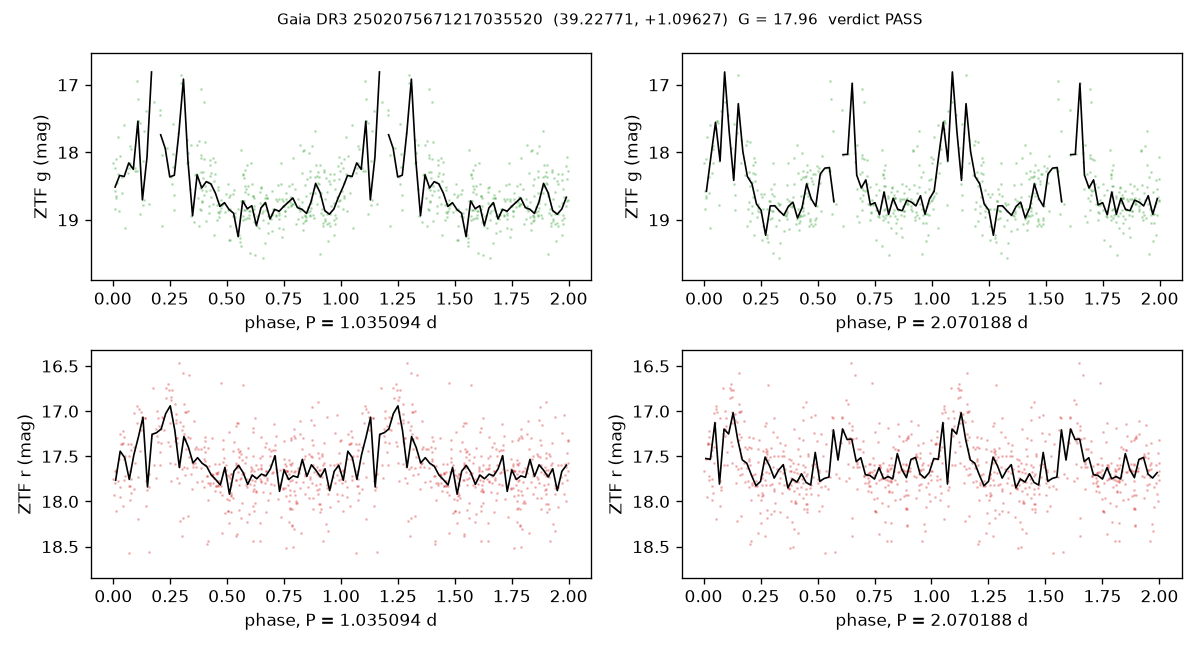 Gaia DR3 2502075671217035520 (39.22771, +1.09627) G = 17.96 verdict PASS
ZTF g (mag)
17
18
19
0.00 0.25 0.50 0.75 1.00 1.25 1.50 1.75 2.00
phase, P = 1.035094 d
ZTF g (mag)
17
18
19
0.00 0.25 0.50 0.75 1.00 1.25 1.50 1.75 2.00
phase, P = 2.070188 d
ZTF r (mag)
16.5
17.0
17.5
18.0
18.5
0.00 0.25 0.50 0.75 1.00 1.25 1.50 1.75 2.00
phase, P = 1.035094 d
ZTF r (mag)
16.5
17.0
17.5
18.0
18.5
0.00 0.25 0.50 0.75 1.00 1.25 1.50 1.75 2.00
phase, P = 2.070188 d